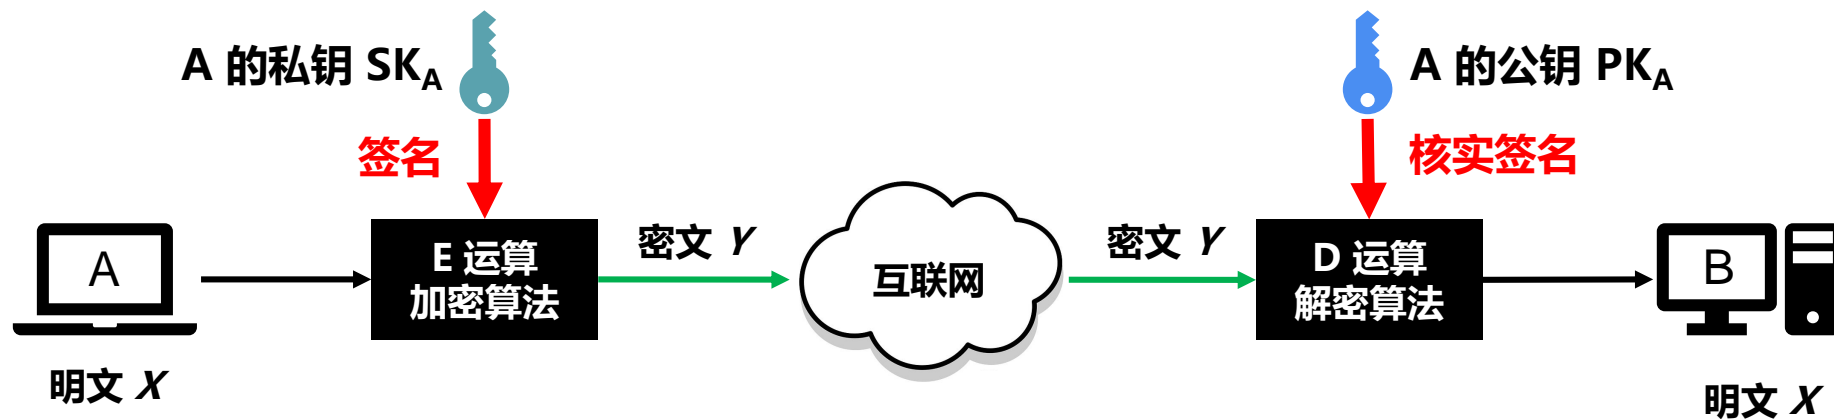 A 的私钥 SKA
A 的公钥 PKA
签名
核实签名
A
E 运算
加密算法
密文 Y
互联网
密文 Y
D 运算
解密算法
B
明文 X
明文 X